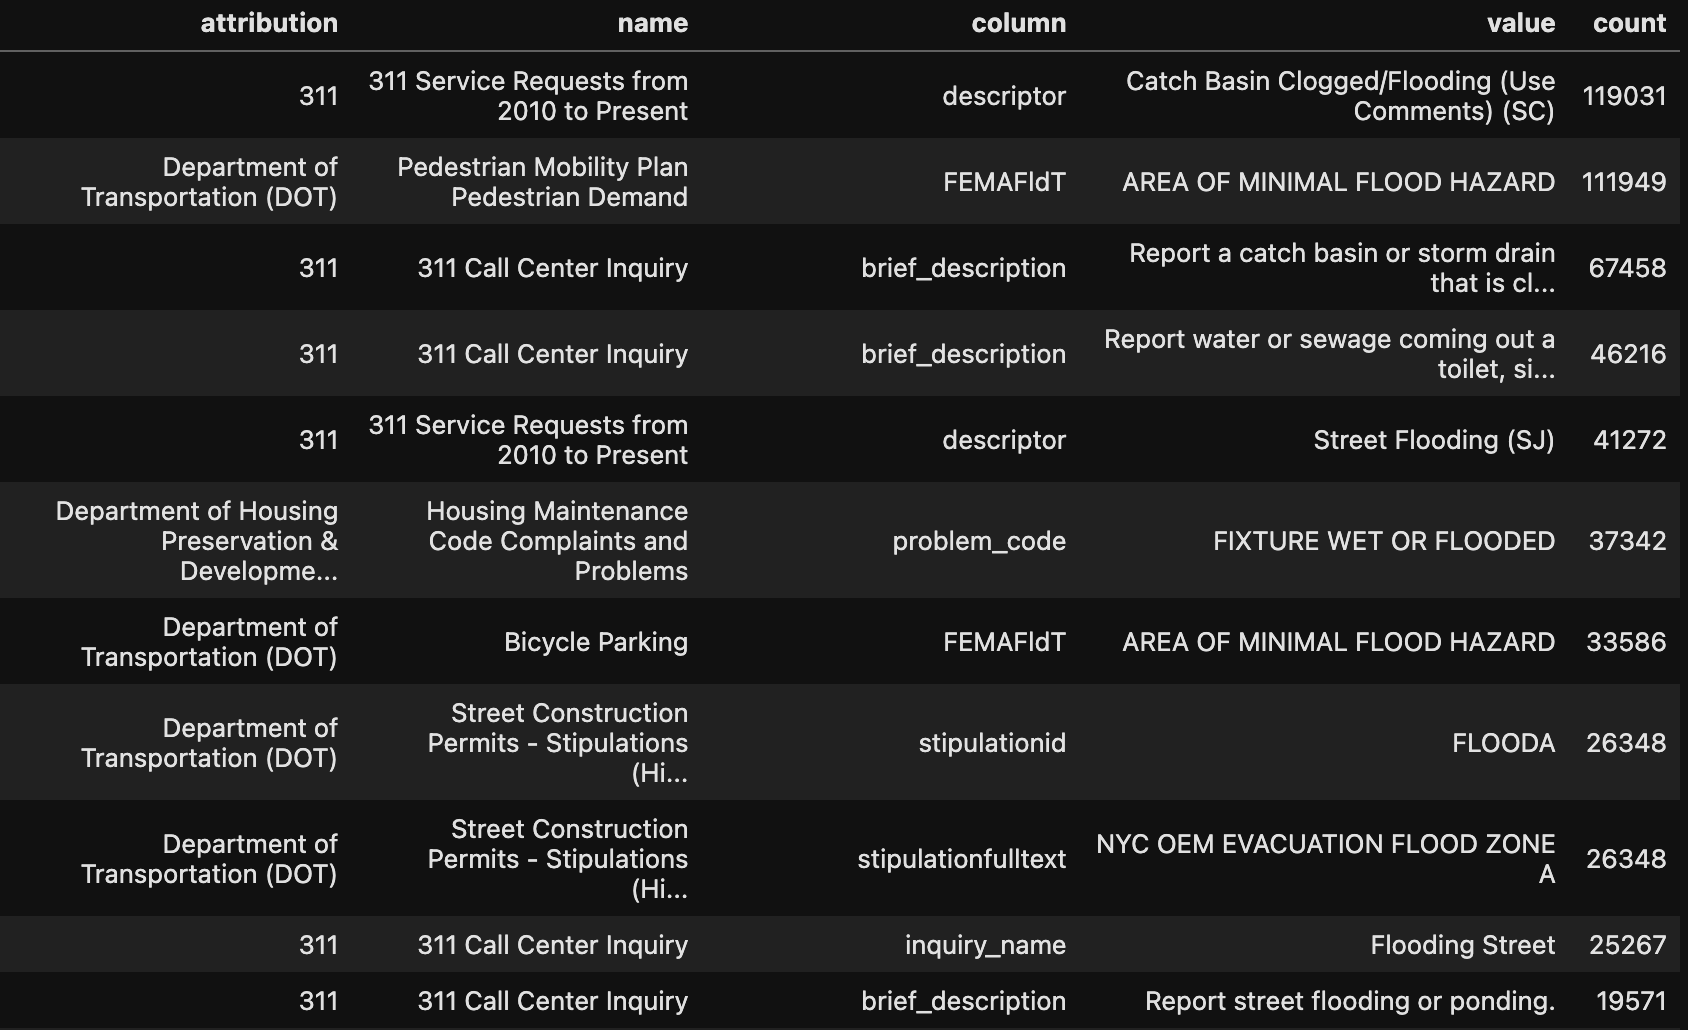 attribution name column value count
311 311 Service Requests from 2010 to Present descriptor Catch Basin Clogged/Flooding (Use Comments) (SC) 119031
Department of Transportation (DOT) Pedestrian Mobility Plan Pedestrian Demand FEMAFldT AREA OF MINIMAL FLOOD HAZARD 111949
311 311 Call Center Inquiry brief_description Report a catch basin or storm drain that is cl... 67458
311 311 Call Center Inquiry brief_description Report water or sewage coming out a toilet, si... 46216
311 311 Service Requests from 2010 to Present descriptor Street Flooding (SJ) 41272
Department of Housing Preservation & Developme... Housing Maintenance Code Complaints and Problems problem_code FIXTURE WET OR FLOODED 37342
Department of Transportation (DOT) Bicycle Parking FEMAFldT AREA OF MINIMAL FLOOD HAZARD 33586
Department of Transportation (DOT) Street Construction Permits - Stipulations (Hi... stipulationid FLOODA 26348
Department of Transportation (DOT) Street Construction Permits - Stipulations (Hi... stipulationfulltext NYC OEM EVACUATION FLOOD ZONE A 26348
311 311 Call Center Inquiry inquiry_name Flooding Street 25267
311 311 Call Center Inquiry brief_description Report street flooding or ponding. 19571